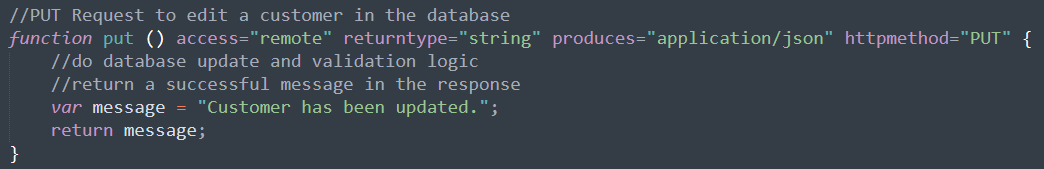 //PUT Request to edit a customer in the database
function put () access="remote" returntype="string" produces="application/json" httpmethod="PUT" {
    //do database update and validation logic
    //return a successful message in the response
    var message = "Customer has been updated.";
    return message;
}